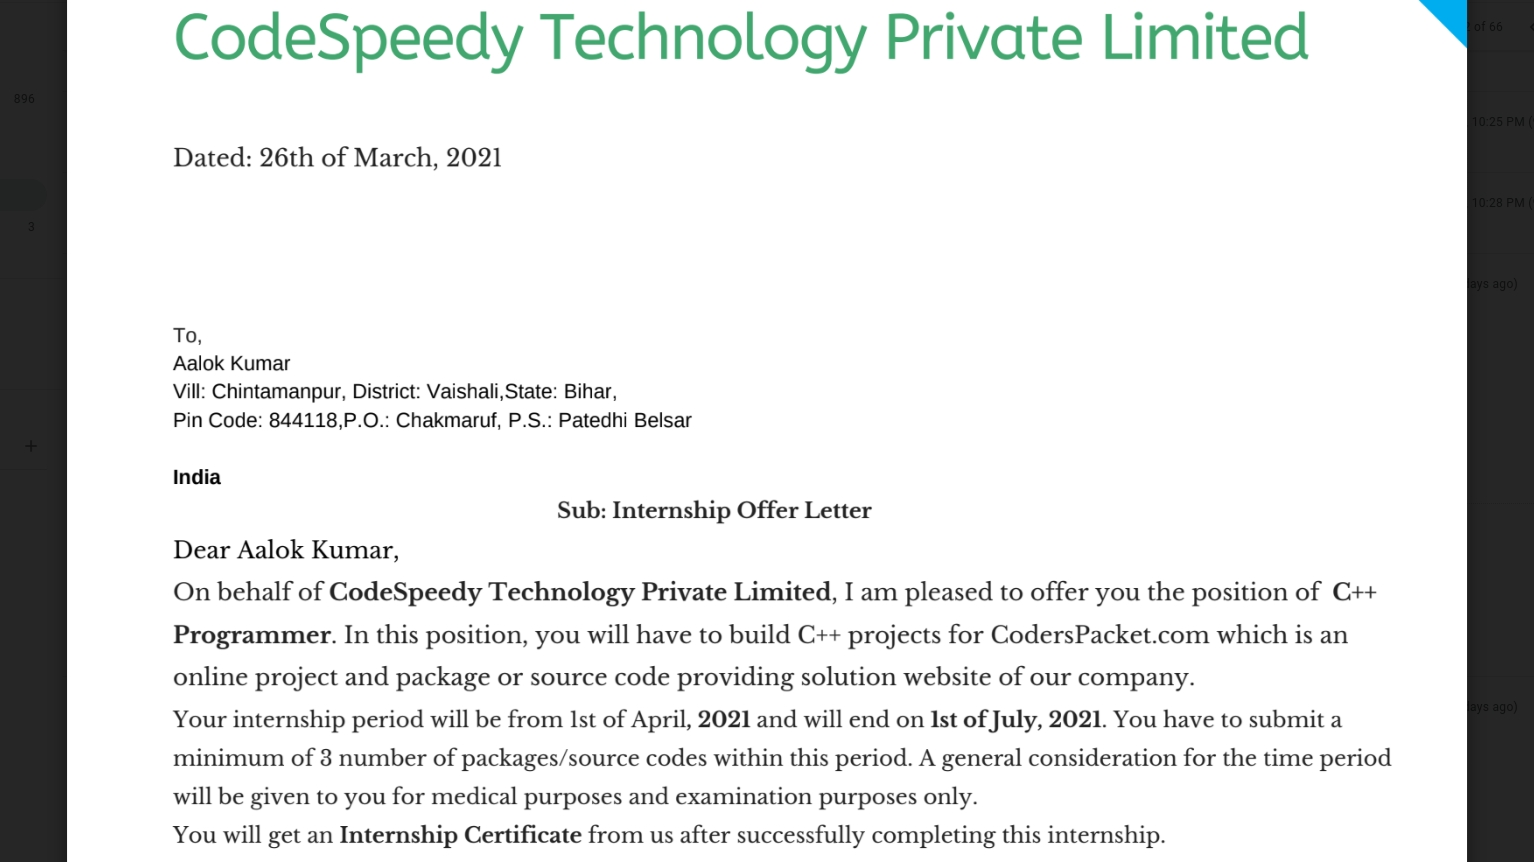 CodeSpeedy Technology Private Limited
of 66
896
10:25 PM (
Dated: 26th of March, 2021
10:28 PM (
3
days ago)
To,
Aalok Kumar
Vill: Chintamanpur, District: Vaishali,State: Bihar,
Pin Code: 844118,P.O.: Chakmaruf, P.S.: Patedhi Belsar
+
India
Sub: Internship Offer Letter
Dear Aalok Kumar,
On behalf of CodeSpeedy Technology Private Limited, I am pleased to offer you the position of C++
Programmer. In this position, you will have to build C++ projects for CodersPacket.com which is an
online project and package or source code providing solution website of our company.
Your internship period will be from 1st of April, 2021 and will end on 1st of July, 2021. You have to submit a
days ago)
minimum of 3 number of packages/source codes within this period. A general consideration for the time period
will be given to you for medical purposes and examination purposes only.
You will get an Internship Certificate from us after successfully completing this internship.